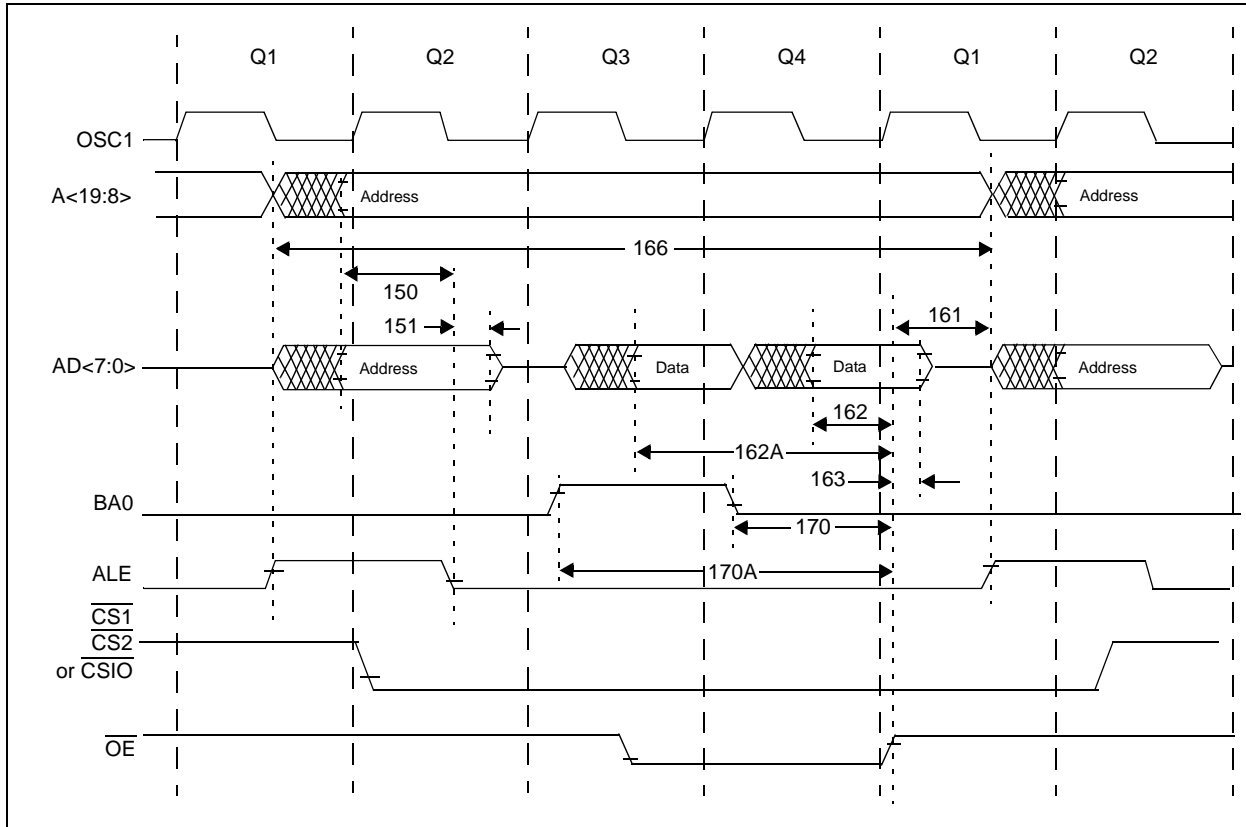 Q1 Q2 Q3 Q4 Q1 Q2
OSC1
A<19:8>
Address Address
166
150
151
161
AD<7:0>
Address Data Data Address
162
162A
163
BA0
170
ALE
170A
CS1
CS2
or CSIO
OE